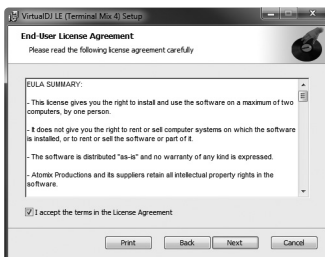 VirtualDJ LE (Terminal Mix 4) Setup
End-User License Agreement
Please read the following license agreement carefully
EULA SUMMARY:
- This license gives you the right to install and use the software on a maximum of two
computers, by one person.
- It does not give you the right to rent or sell computer systems on which the software
is installed, or to rent or sell the software or part of it.
- The software is distributed "as-is" and no warranty of any kind is expressed.
- Atomix Productions and its suppliers retain all intellectual property rights in the
software.
I accept the terms in the License Agreement
Print Back Next Cancel